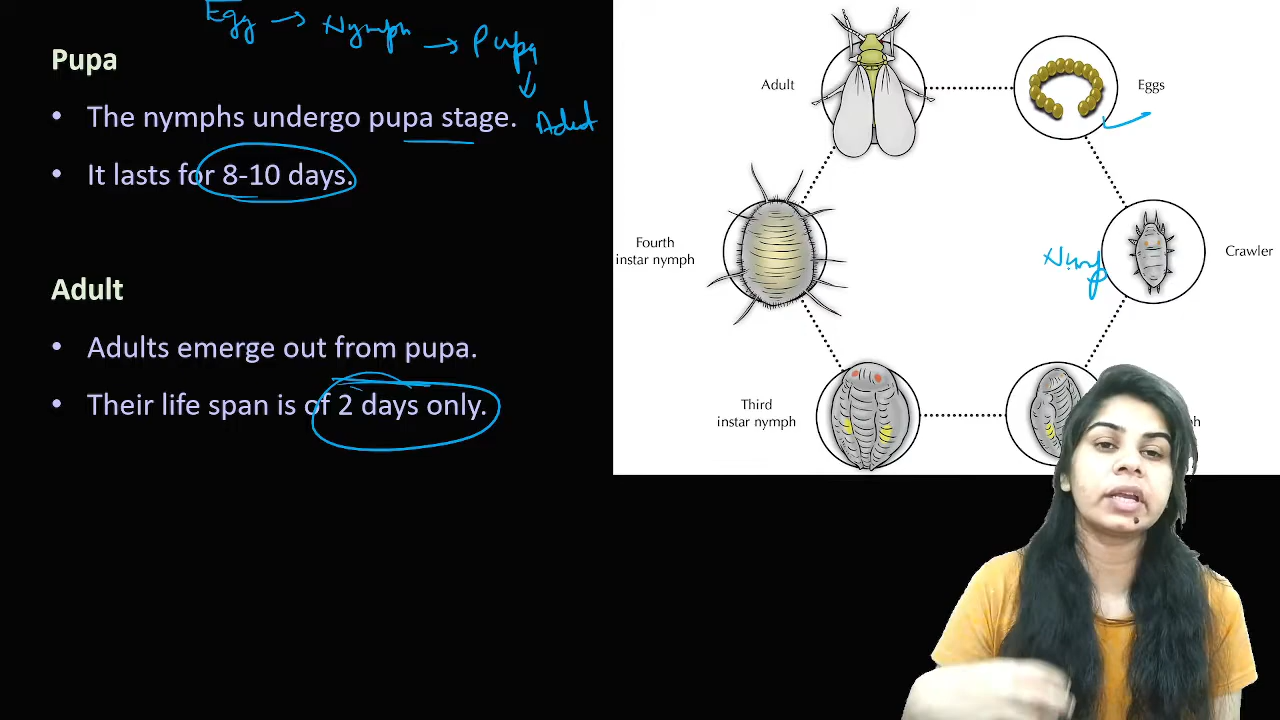 Egg → Nymph → Pupa
↓
Adult
Pupa
• The nymphs undergo pupa stage.
• It lasts for 8-10 days.
Adult
• Adults emerge out from pupa.
• Their life span is of 2 days only.
Adult
Eggs
Fourth
instar nymph
Crawler
Nymp
Third
instar nymph